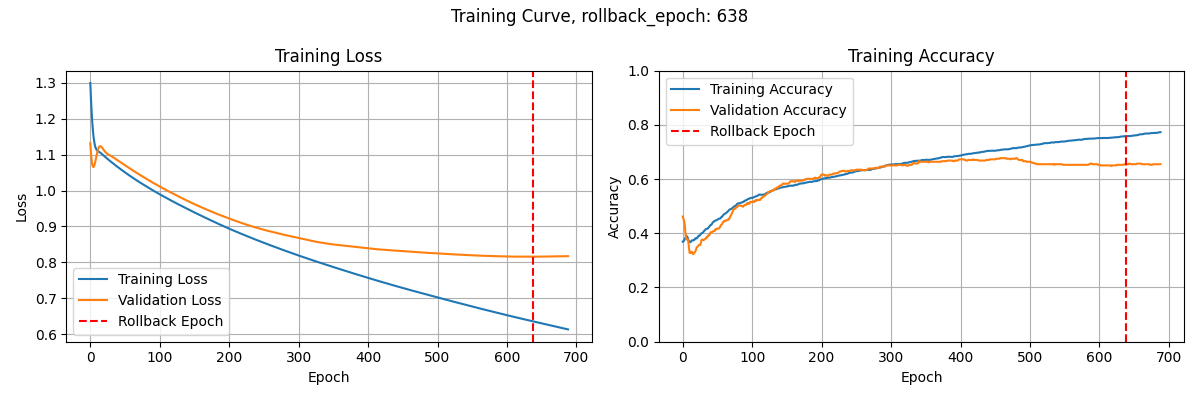 Training Curve, rollback_epoch: 638
Training Loss
1.3
1.2
1.1
1.0
0.9
0.8
0.7
0.6
Loss
Training Loss
Validation Loss
Rollback Epoch
0 100 200 300 400 500 600 700
Epoch
Training Accuracy
1.0
0.8
0.6
0.4
0.2
0.0
Accuracy
Training Accuracy
Validation Accuracy
Rollback Epoch
0 100 200 300 400 500 600 700
Epoch